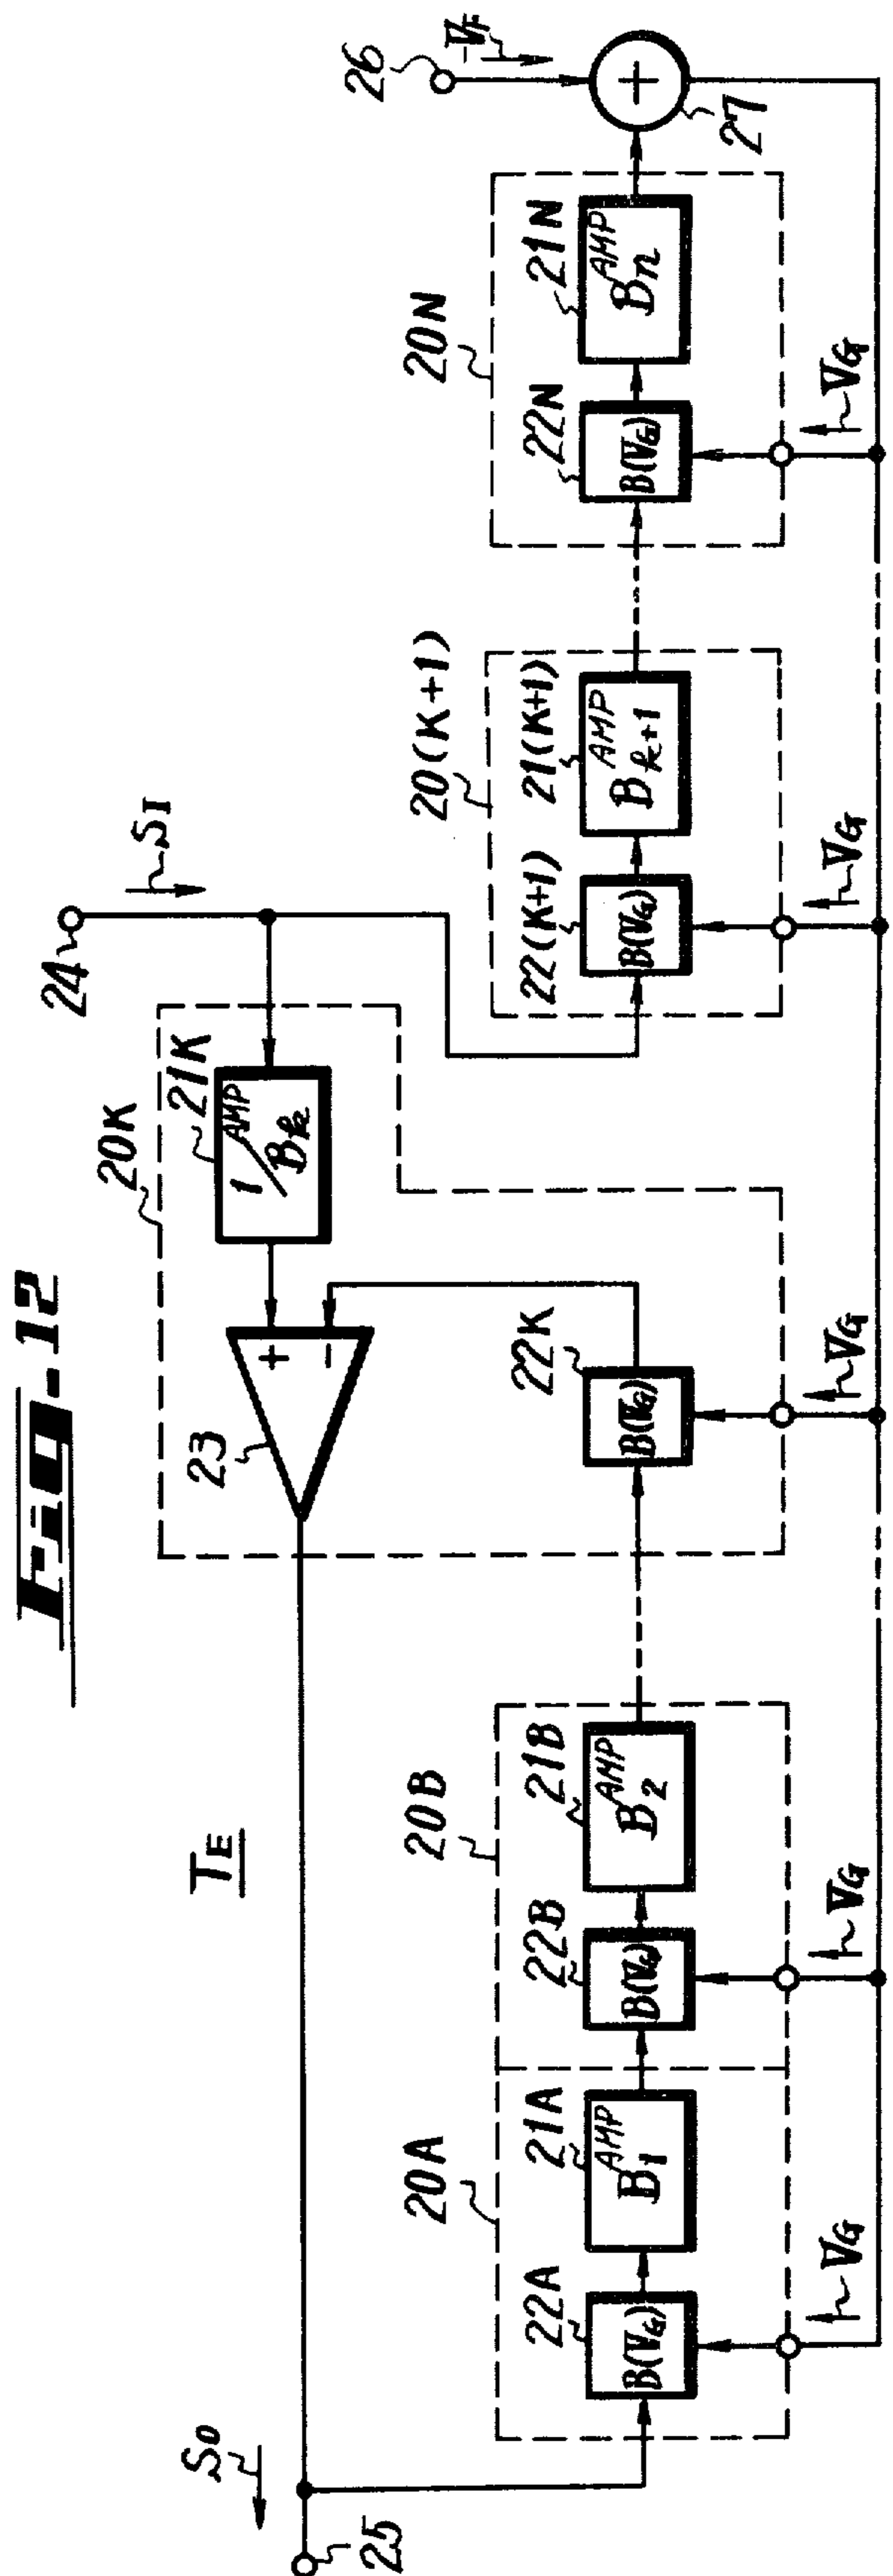 Fig. 12
TE
24
SI
26
-VF
27
20K
21K
AMP
1/Bk
23
+
-
22K
B(VG)
VG
SO
25
20A
22A
B(VG)
21A
AMP
B1
VG
20B
22B
B(VG)
21B
AMP
B2
VG
20(K+1)
22(K+1)
B(VG)
21(K+1)
AMP
Bk+1
VG
20N
22N
B(VG)
21N
AMP
Bn
VG
+